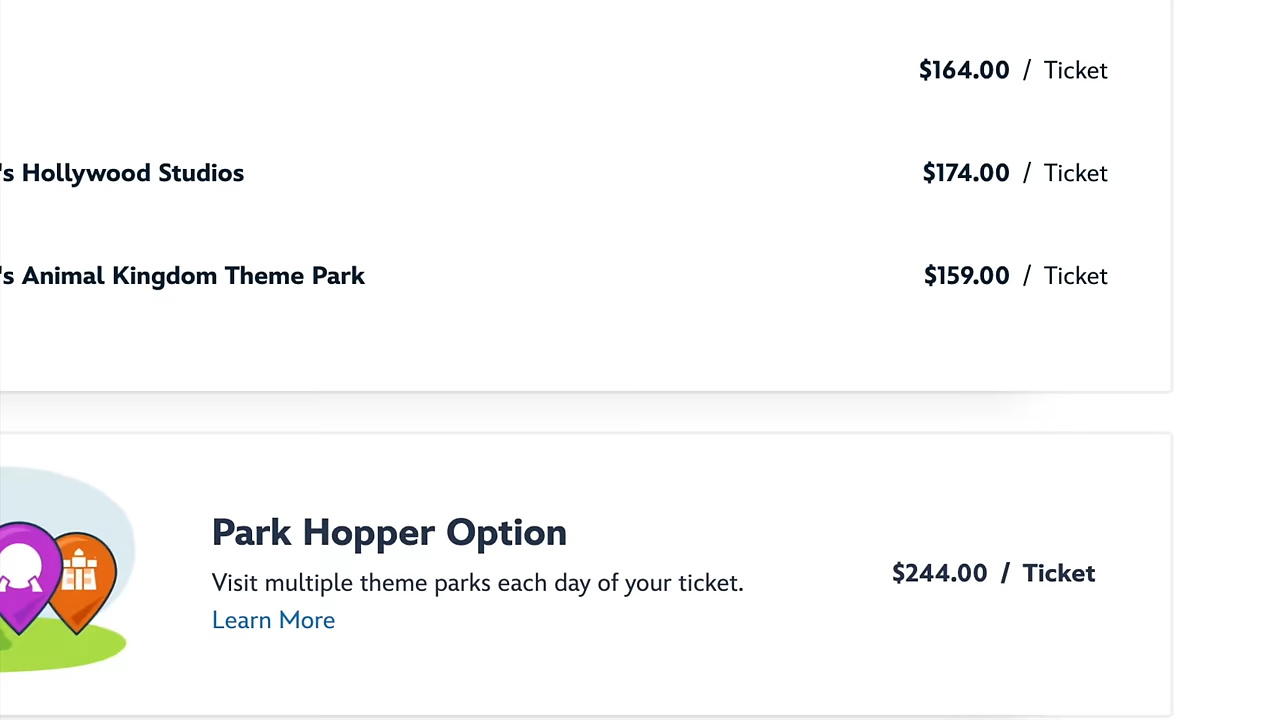 $164.00 / Ticket
's Hollywood Studios $174.00 / Ticket
's Animal Kingdom Theme Park $159.00 / Ticket
Park Hopper Option
Visit multiple theme parks each day of your ticket.
$244.00 / Ticket
Learn More